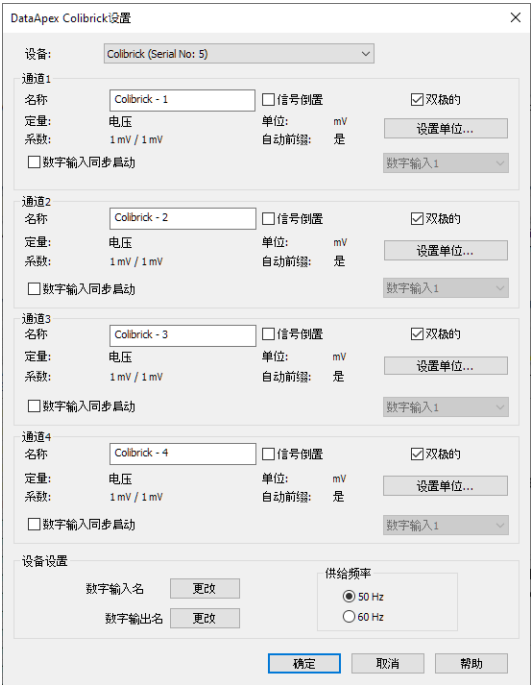 DataApex Colibrick设置
设备: Colibrick (Serial No: 5)
通道1
名称 Colibrick - 1 信号倒置 双极的
定量: 电压 单位: mV 设置单位...
系数: 1 mV / 1 mV 自动前缀: 是
数字输入同步启动 数字输入1
通道2
名称 Colibrick - 2 信号倒置 双极的
定量: 电压 单位: mV 设置单位...
系数: 1 mV / 1 mV 自动前缀: 是
数字输入同步启动 数字输入1
通道3
名称 Colibrick - 3 信号倒置 双极的
定量: 电压 单位: mV 设置单位...
系数: 1 mV / 1 mV 自动前缀: 是
数字输入同步启动 数字输入1
通道4
名称 Colibrick - 4 信号倒置 双极的
定量: 电压 单位: mV 设置单位...
系数: 1 mV / 1 mV 自动前缀: 是
数字输入同步启动 数字输入1
设备设置
供给频率
数字输入名 更改 50 Hz
数字输出名 更改 60 Hz
确定 取消 帮助